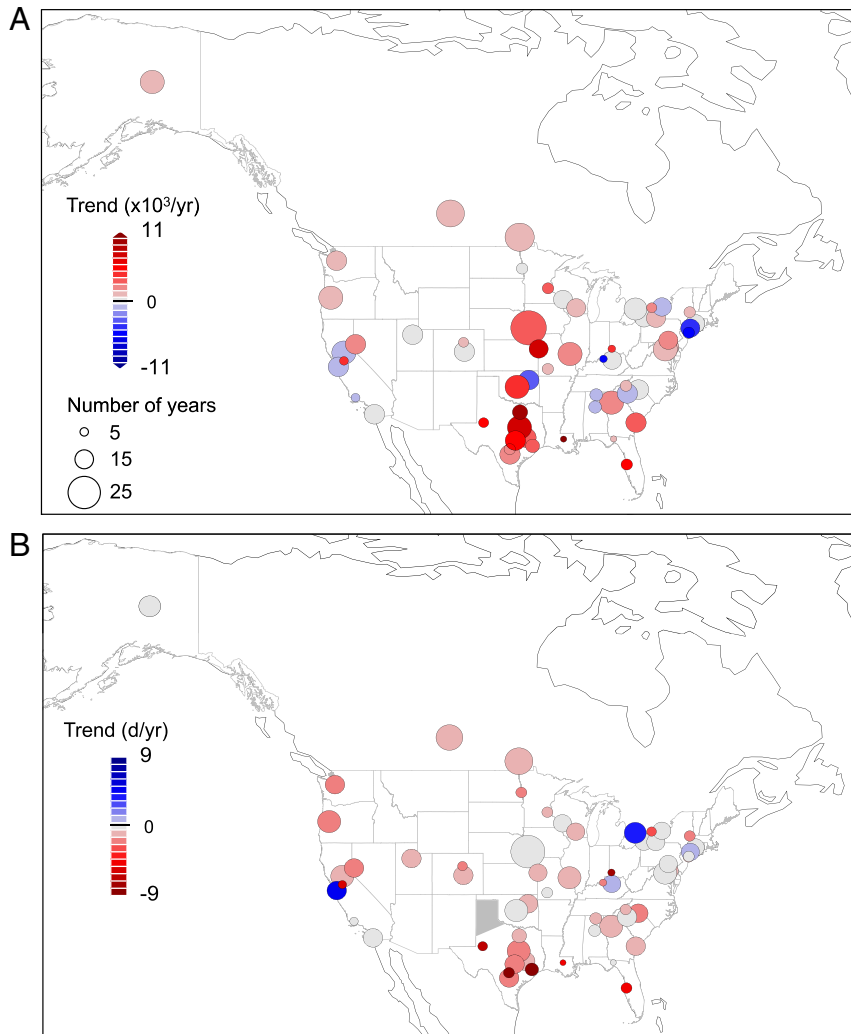 A
Trend (x10³/yr)
11
0
-11
Number of years
5
15
25
B
Trend (d/yr)
9
0
-9